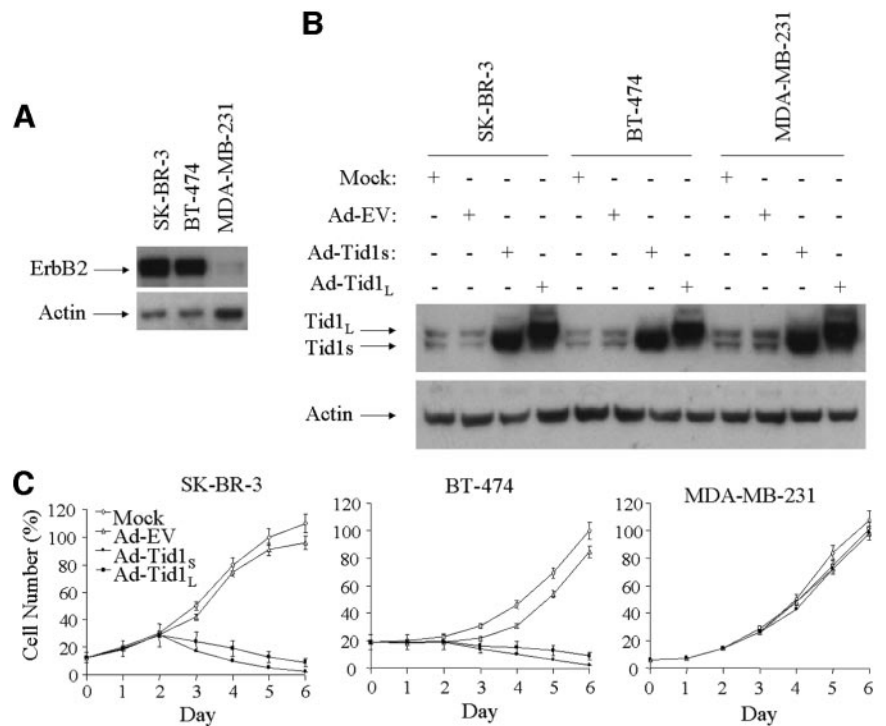 A
SK-BR-3
BT-474
MDA-MB-231
ErbB2
Actin
B
SK-BR-3
BT-474
MDA-MB-231
Mock: + - - - + - - - + - - -
Ad-EV: - + - - - + - - - + - -
Ad-Tid1s: - - + - - - + - - - + -
Ad-Tid1L: - - - + - - - + - - - +
Tid1L
Tid1s
Actin
C
SK-BR-3
Cell Number (%)
120
100
80
60
40
20
0
Mock
Ad-EV
Ad-Tid1S
Ad-Tid1L
0 1 2 3 4 5 6
Day
BT-474
120
100
80
60
40
20
0
0 1 2 3 4 5 6
Day
MDA-MB-231
120
100
80
60
40
20
0
0 1 2 3 4 5 6
Day